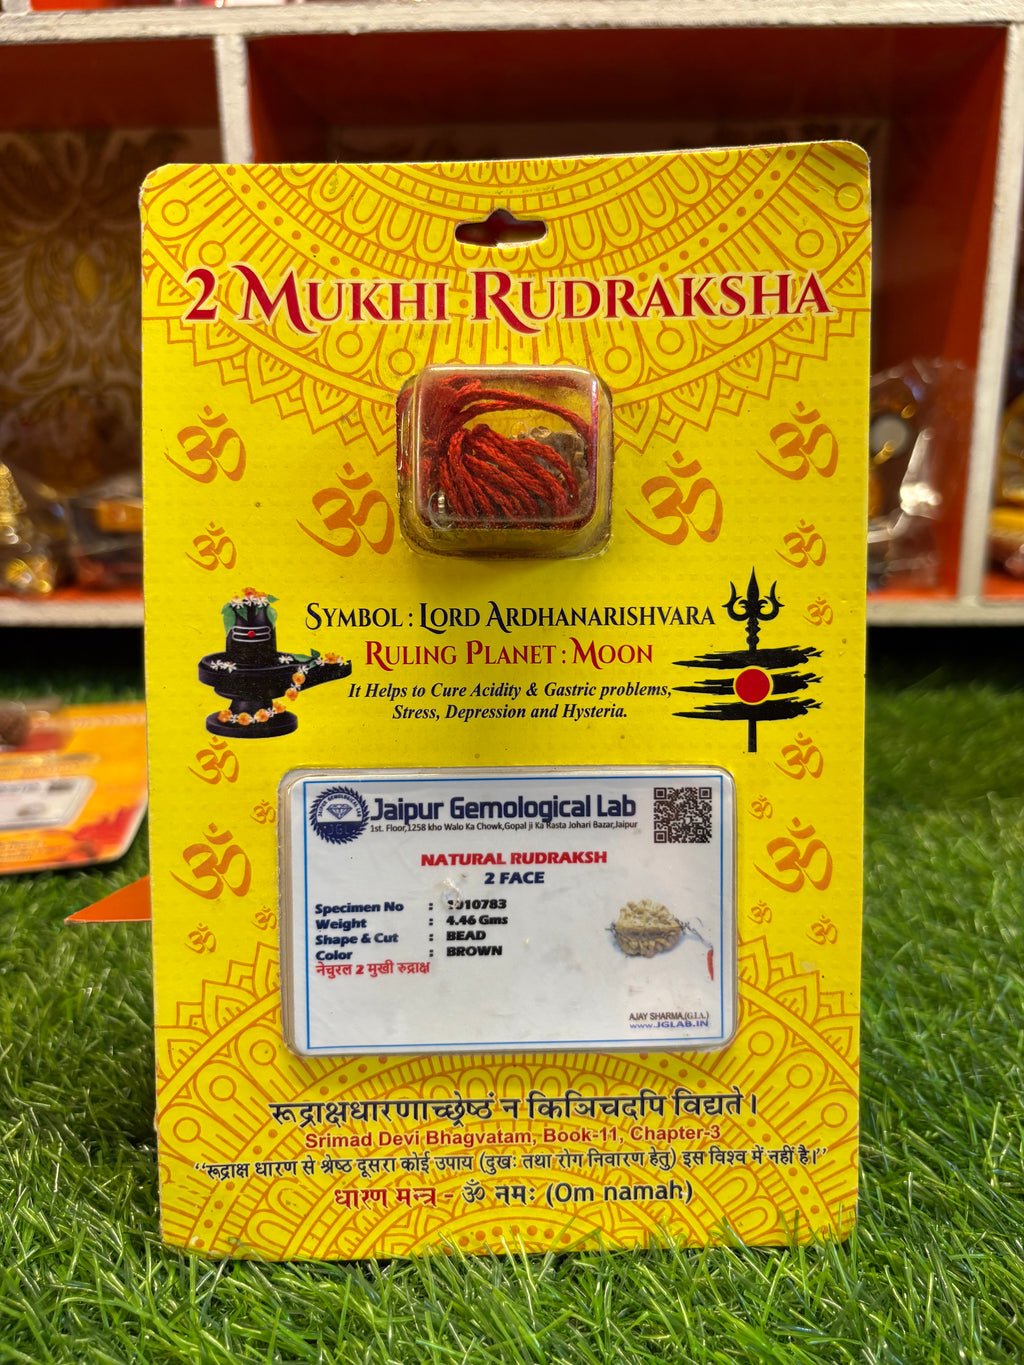 2 MUKHI RUDRAKSHA
SYMBOL : LORD ARDHANARISHVARA
RULING PLANET : MOON
It Helps to Cure Acidity & Gastric problems,
Stress, Depression and Hysteria.
Jaipur Gemological Lab
1st. Floor,1258 kho Walo Ka Chowk,Gopal ji Ka Rasta Johari Bazar,Jaipur
NATURAL RUDRAKSH
2 FACE
Specimen No : 1010783
Weight : 4.46 Gms
Shape & Cut : BEAD
Color : BROWN
नेचुरल 2 मुखी रुद्राक्ष
AJAY SHARMA,(G.I.A.)
www.JGLAB.IN
रूद्राक्षधारणाच्छ्रेष्ठं न किञ्चिदपि विद्यते।
Srimad Devi Bhagvatam, Book-11, Chapter-3
“रूद्राक्ष धारण से श्रेष्ठ दूसरा कोई उपाय (दुखः तथा रोग निवारण हेतु) इस विश्व में नहीं है।”
धारण मन्त्र - ॐ नमः (Om namah)